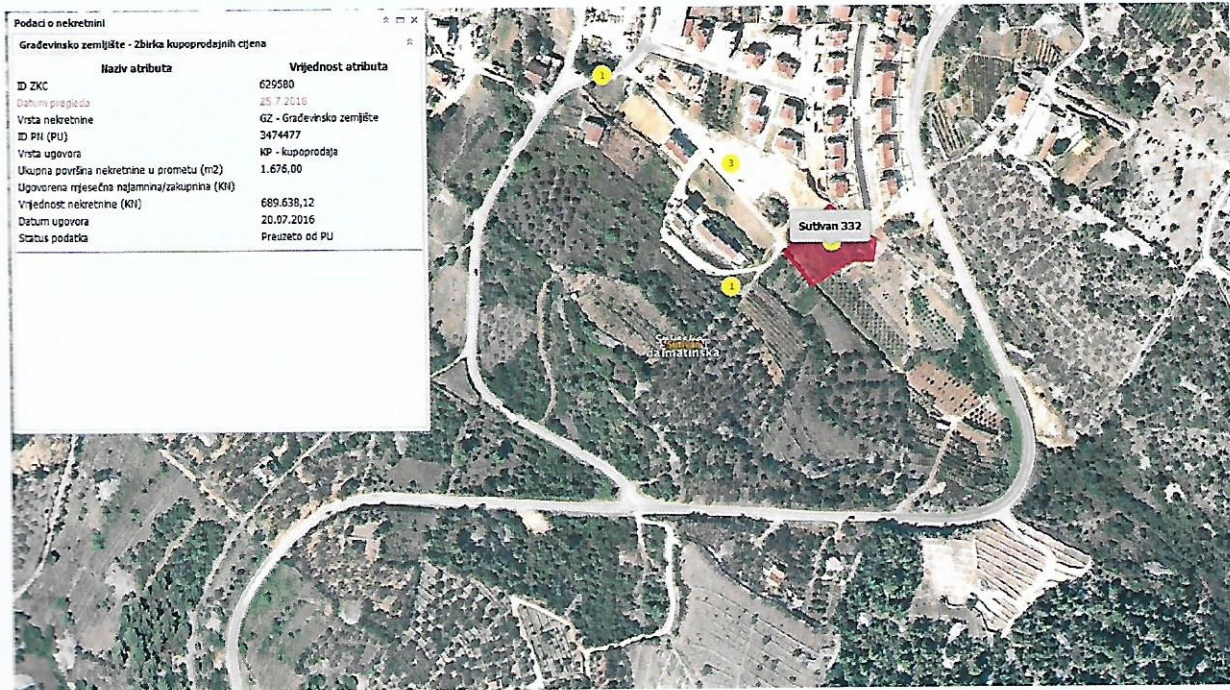 Podaci o nekretnini
Građevinsko zemljište - Zbirka kupoprodajnih cijena
Naziv atributa Vrijednost atributa
ID ZKC 629580
Datum pregleda 25.7.2016
Vrsta nekretnine GZ - Građevinsko zemljište
ID PN (PU) 3474477
Vrsta ugovora KP - kupoprodaja
Ukupna površina nekretnine u prometu (m2) 1.676,00
Ugovorena mjesečna najamnina/zakupnina (KN)
Vrijednost nekretnine (KN) 689.638,12
Datum ugovora 20.07.2016
Status podatka Preuzeto od PU
1
3
Sutivan 332
1
Sutivan
dalmatinska